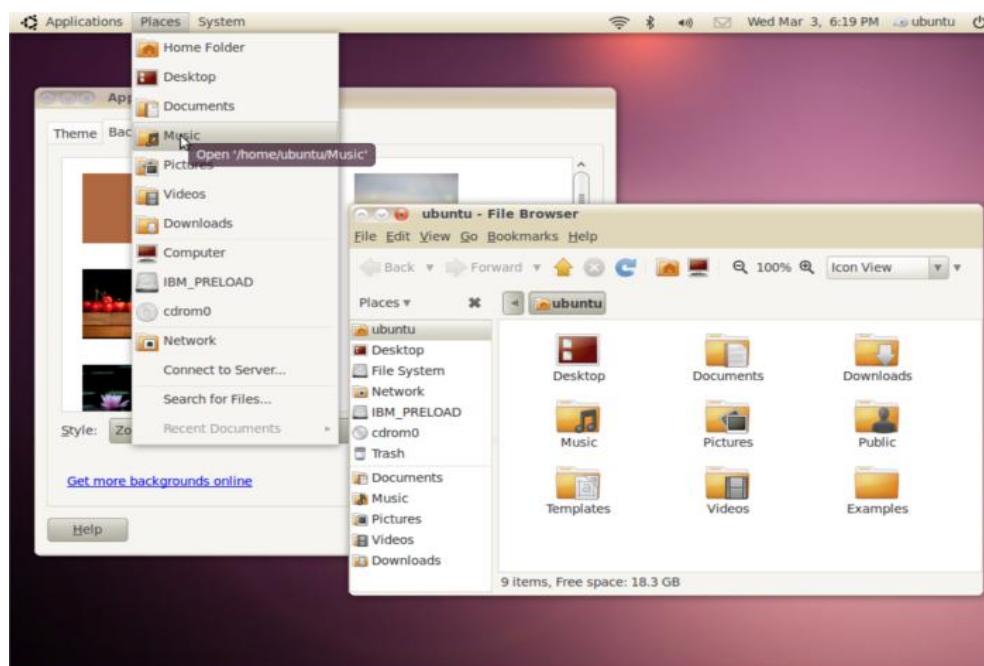 Applications Places System Wed Mar 3, 6:19 PM ubuntu
Home Folder
Desktop
Documents
Music
Open '/home/ubuntu/Music'
Pictures
Videos
Downloads
Computer
IBM_PRELOAD
cdrom0
Network
Connect to Server...
Search for Files...
Recent Documents
App
Theme Bac
Style: Zo
Get more backgrounds online
Help
ubuntu - File Browser
File Edit View Go Bookmarks Help
Back Forward 100% Icon View
Places ubuntu
ubuntu
Desktop
File System
Network
IBM_PRELOAD
cdrom0
Trash
Documents
Music
Pictures
Videos
Downloads
Desktop Documents Downloads
Music Pictures Public
Templates Videos Examples
9 items, Free space: 18.3 GB